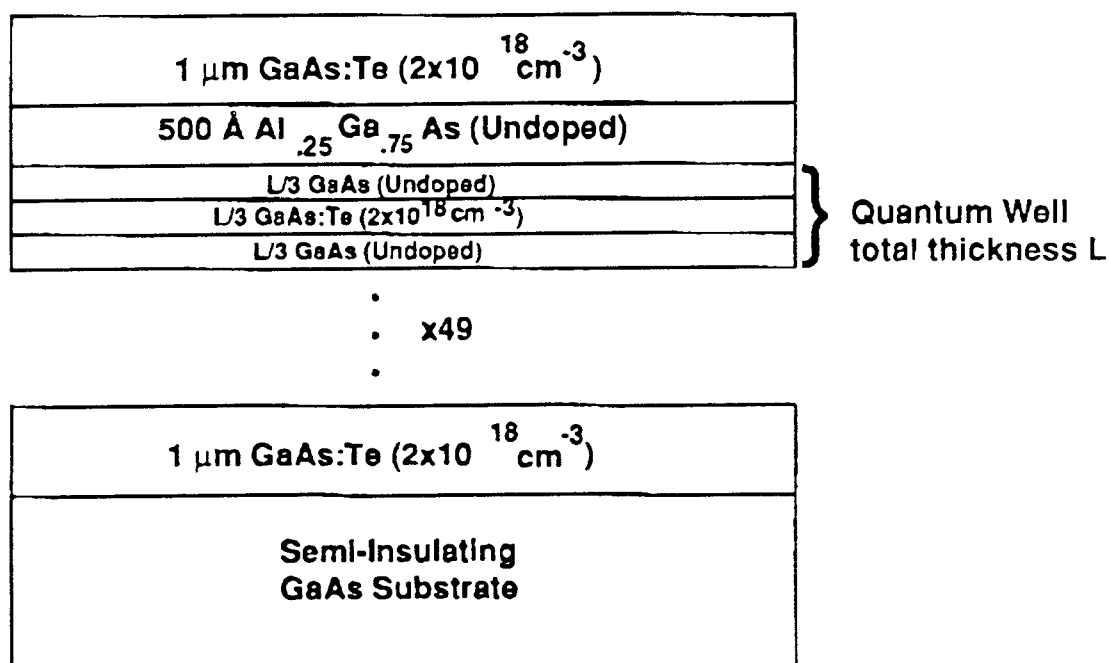 1 μm GaAs:Te (2x10 18 cm -3)
500 Å Al .25 Ga .75 As (Undoped)
L/3 GaAs (Undoped)
L/3 GaAs:Te (2x10 18 cm -3)
L/3 GaAs (Undoped)
Quantum Well
total thickness L
x49
1 μm GaAs:Te (2x10 18 cm -3)
Semi-Insulating
GaAs Substrate